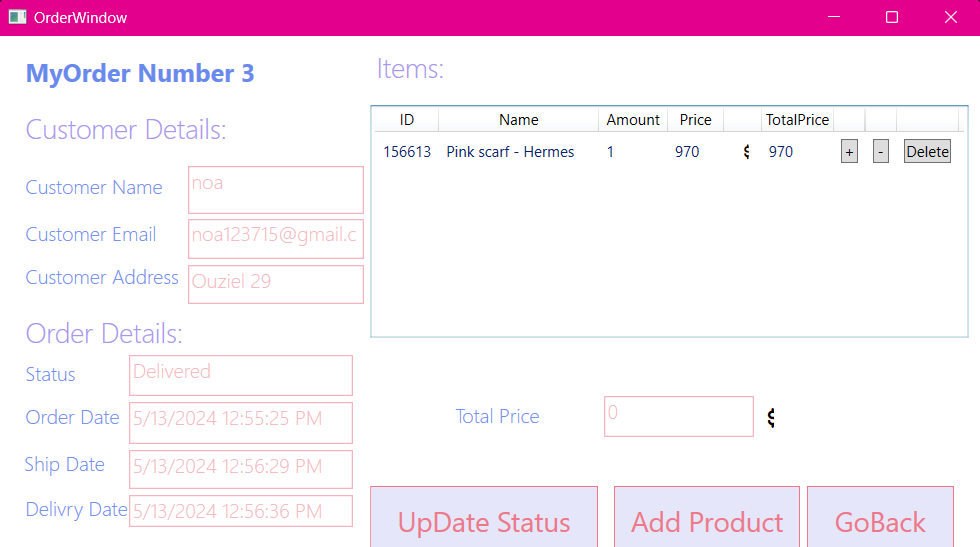 OrderWindow
MyOrder Number 3
Customer Details:
Customer Name noa
Customer Email noa123715@gmail.c
Customer Address Ouziel 29
Order Details:
Status Delivered
Order Date 5/13/2024 12:55:25 PM
Ship Date 5/13/2024 12:56:29 PM
Delivry Date 5/13/2024 12:56:36 PM
Items:
ID Name Amount Price TotalPrice
156613 Pink scarf - Hermes 1 970 $ 970 + - Delete
Total Price 0 $
UpDate Status Add Product GoBack